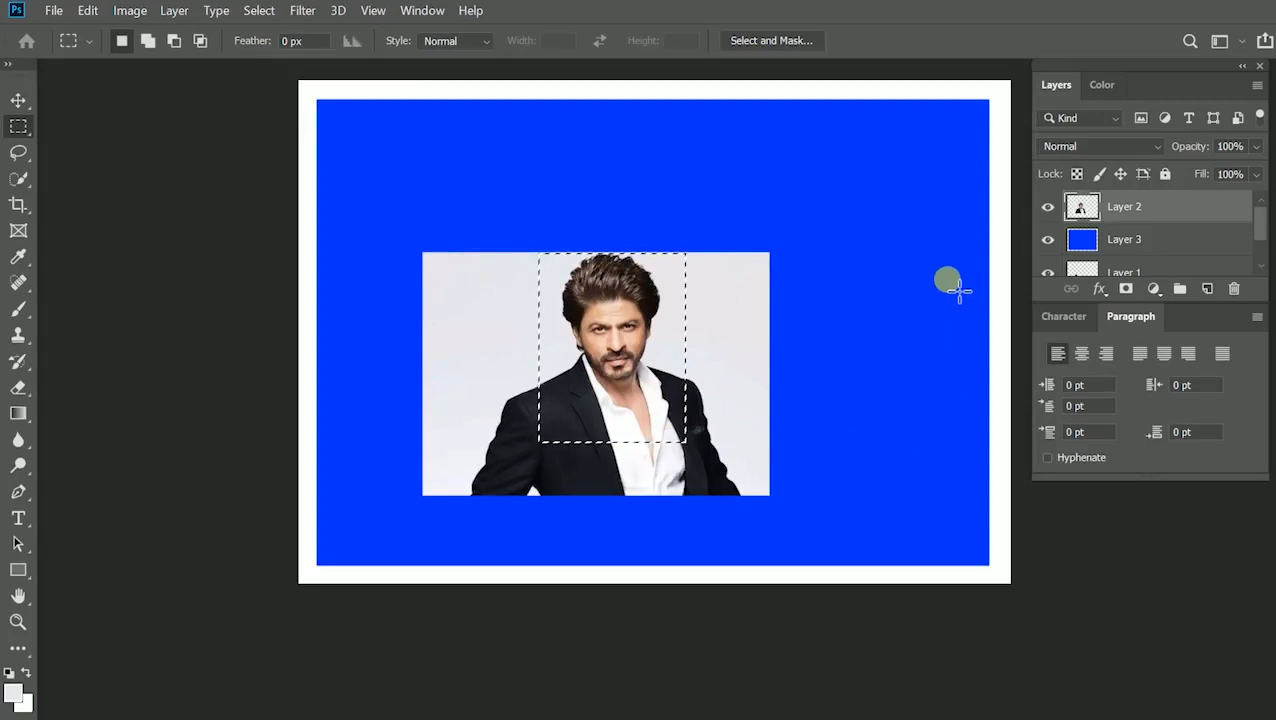 Ps File Edit Image Layer Type Select Filter 3D View Window Help
Feather: 0 px Style: Normal Width: Height: Select and Mask...
Layers Color
Kind
Normal Opacity: 100%
Lock: Fill: 100%
Layer 2
Layer 3
Layer 1
fx
Character Paragraph
0 pt 0 pt
0 pt
0 pt 0 pt
Hyphenate